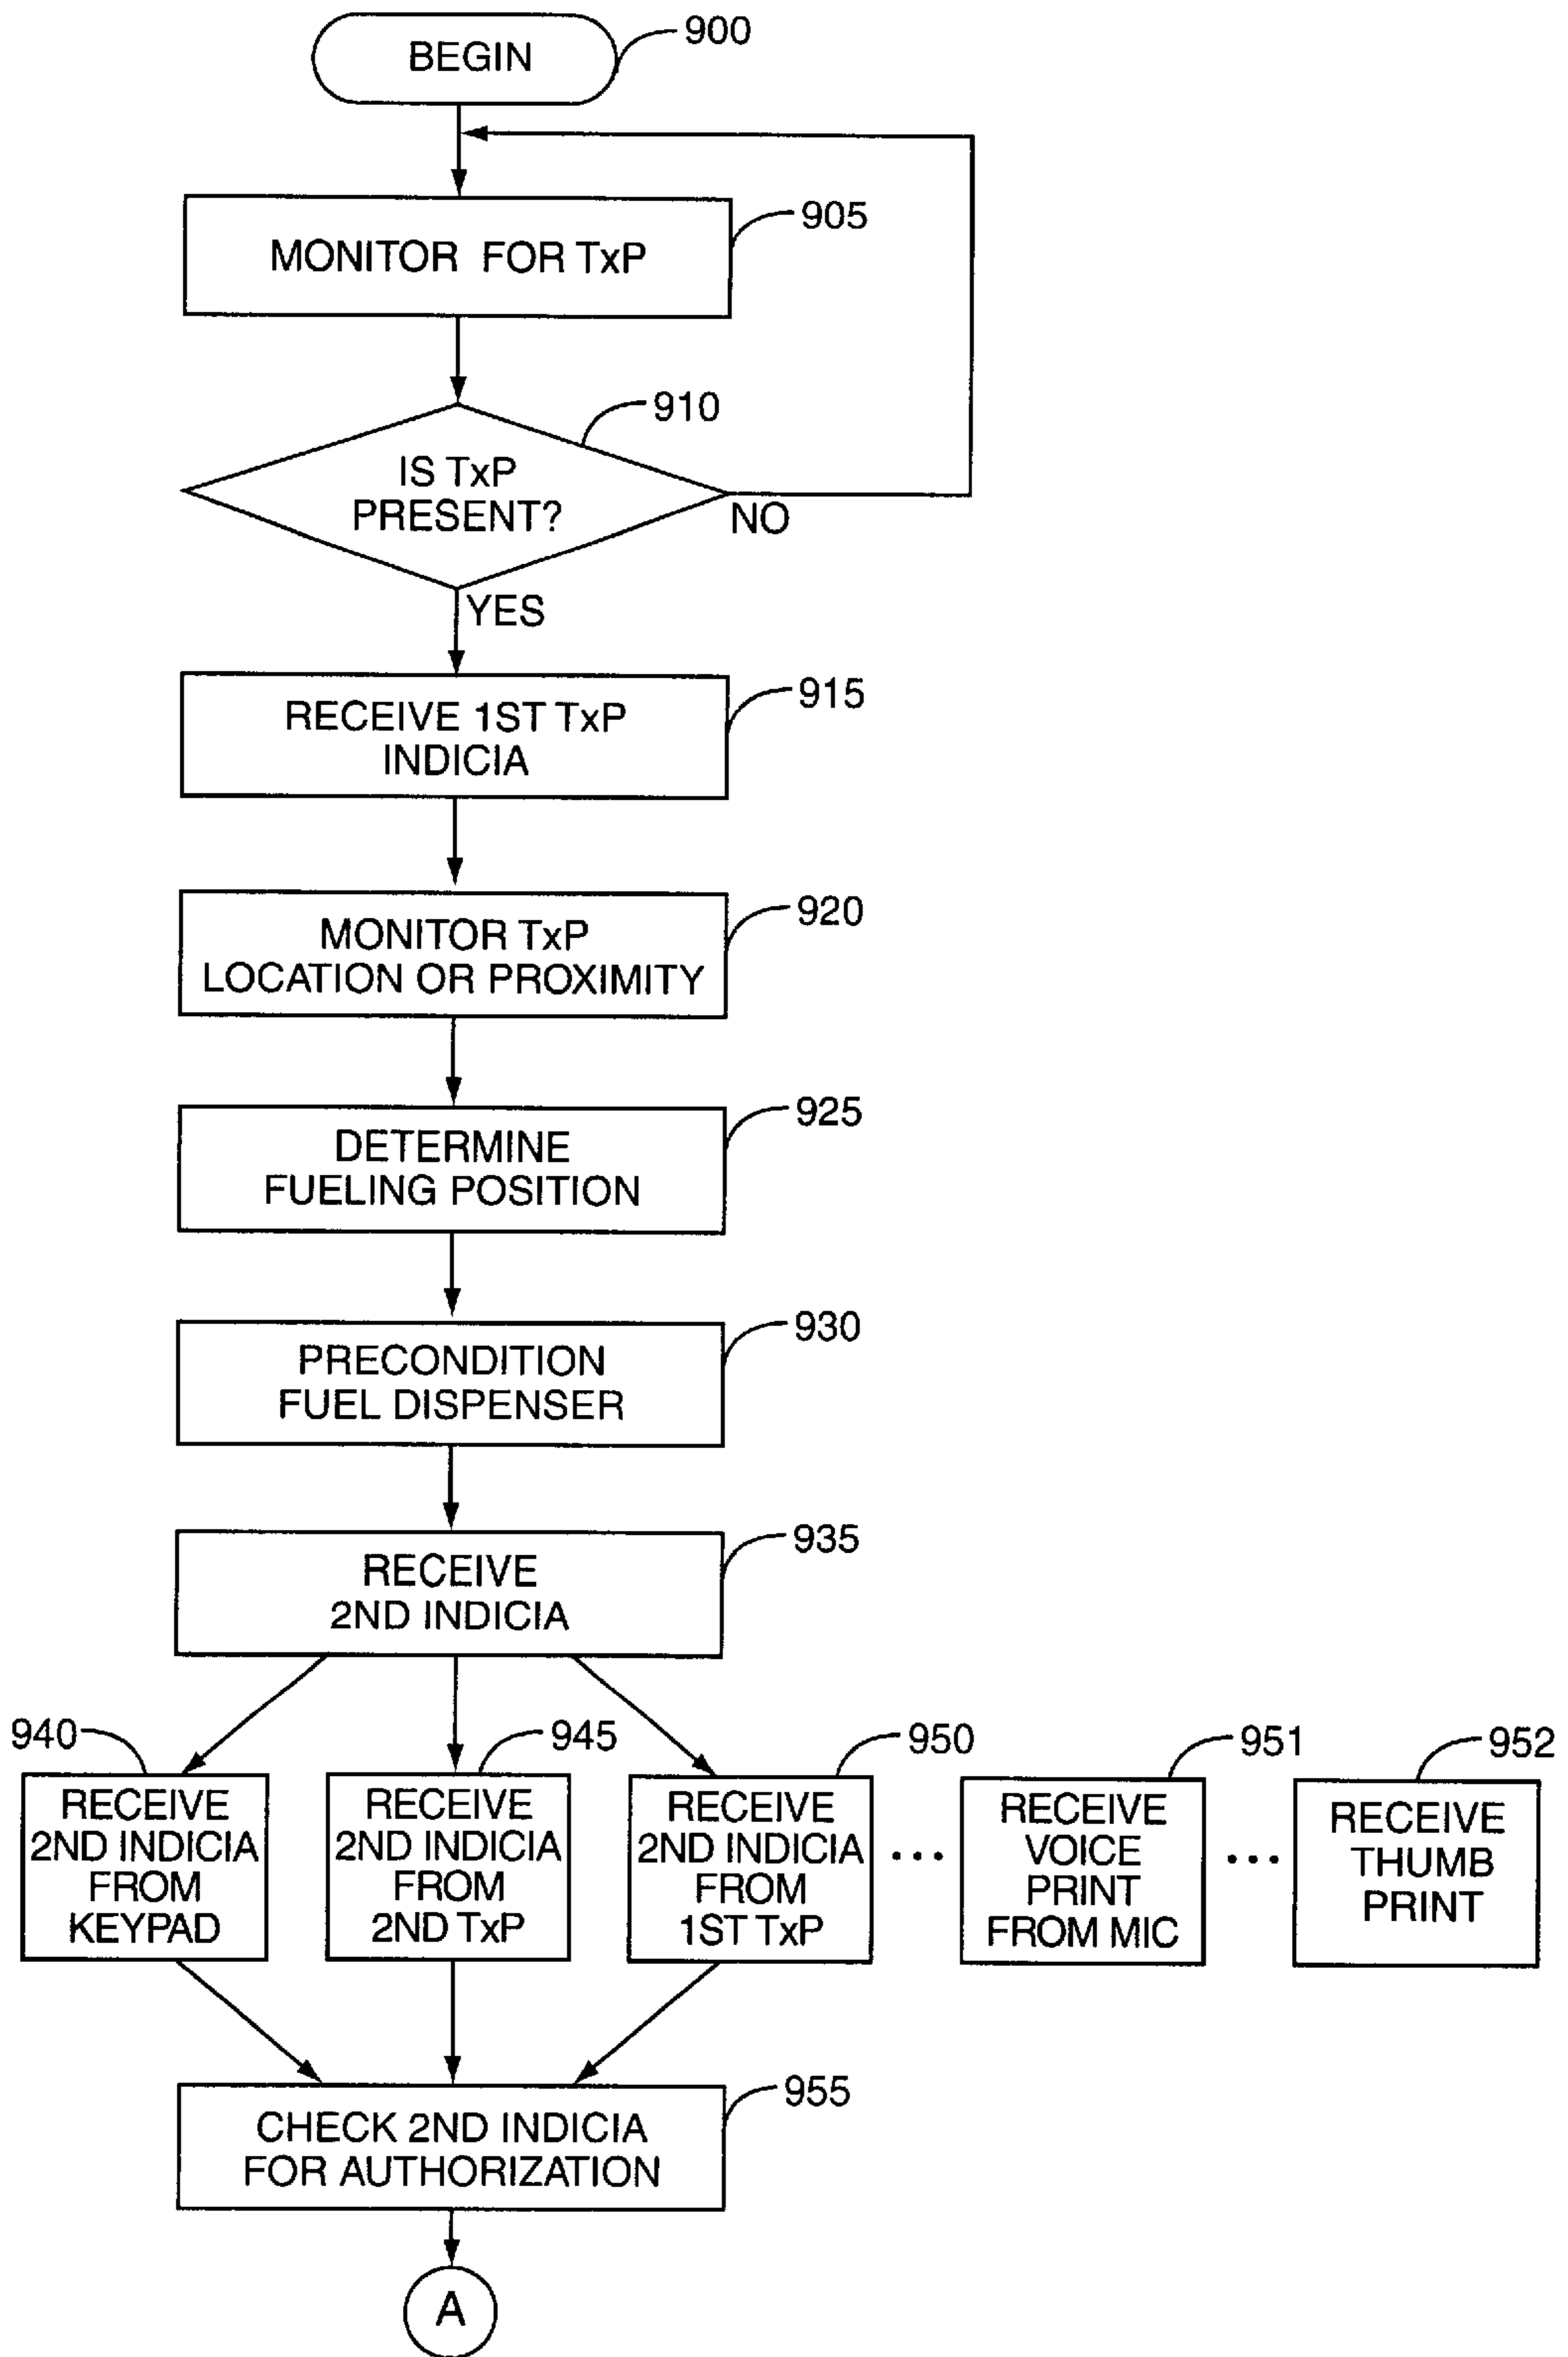 BEGIN
900
MONITOR FOR TxP
905
910
IS TxP
PRESENT?
NO
YES
RECEIVE 1ST TxP
INDICIA
915
MONITOR TxP
LOCATION OR PROXIMITY
920
DETERMINE
FUELING POSITION
925
PRECONDITION
FUEL DISPENSER
930
RECEIVE
2ND INDICIA
935
940
RECEIVE
2ND INDICIA
FROM
KEYPAD
945
RECEIVE
2ND INDICIA
FROM
2ND TxP
950
RECEIVE
2ND INDICIA
FROM
1ST TxP
...
951
RECEIVE
VOICE
PRINT
FROM MIC
...
952
RECEIVE
THUMB
PRINT
CHECK 2ND INDICIA
FOR AUTHORIZATION
955
A